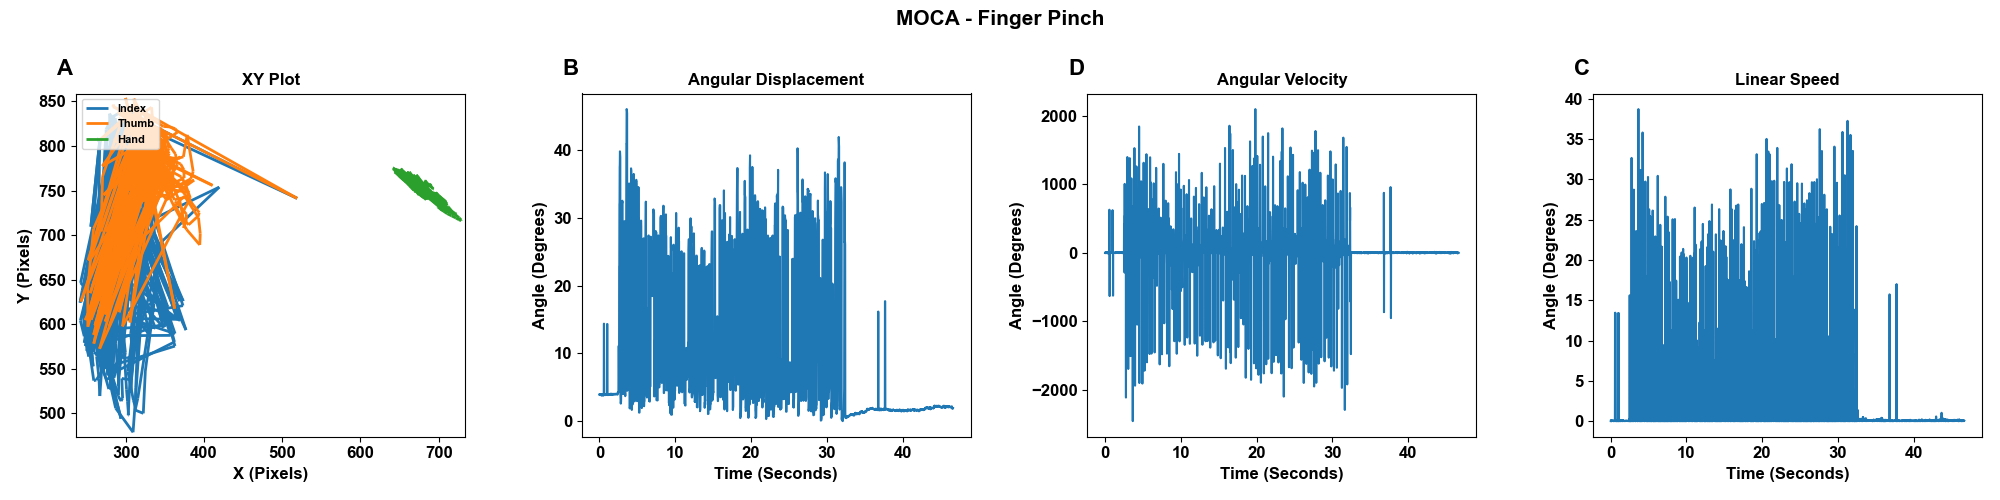 MOCA - Finger Pinch
A
XY Plot
Index
Thumb
Hand
850
800
750
700
650
600
550
500
Y (Pixels)
300 400 500 600 700
X (Pixels)
B
Angular Displacement
40
30
20
10
0
Angle (Degrees)
0 10 20 30 40
Time (Seconds)
D
Angular Velocity
2000
1000
0
−1000
−2000
Angle (Degrees)
0 10 20 30 40
Time (Seconds)
C
Linear Speed
40
35
30
25
20
15
10
5
0
Angle (Degrees)
0 10 20 30 40
Time (Seconds)